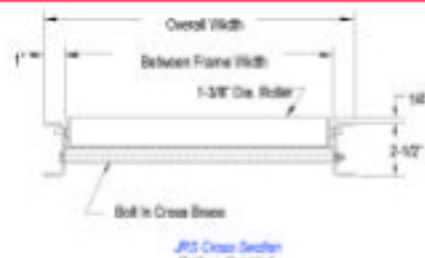 Overall Width
1"
Between Frame Width
1-3/8" Dia. Roller
2-1/2"
Bolt In Cross Brace
JRS Cross Section